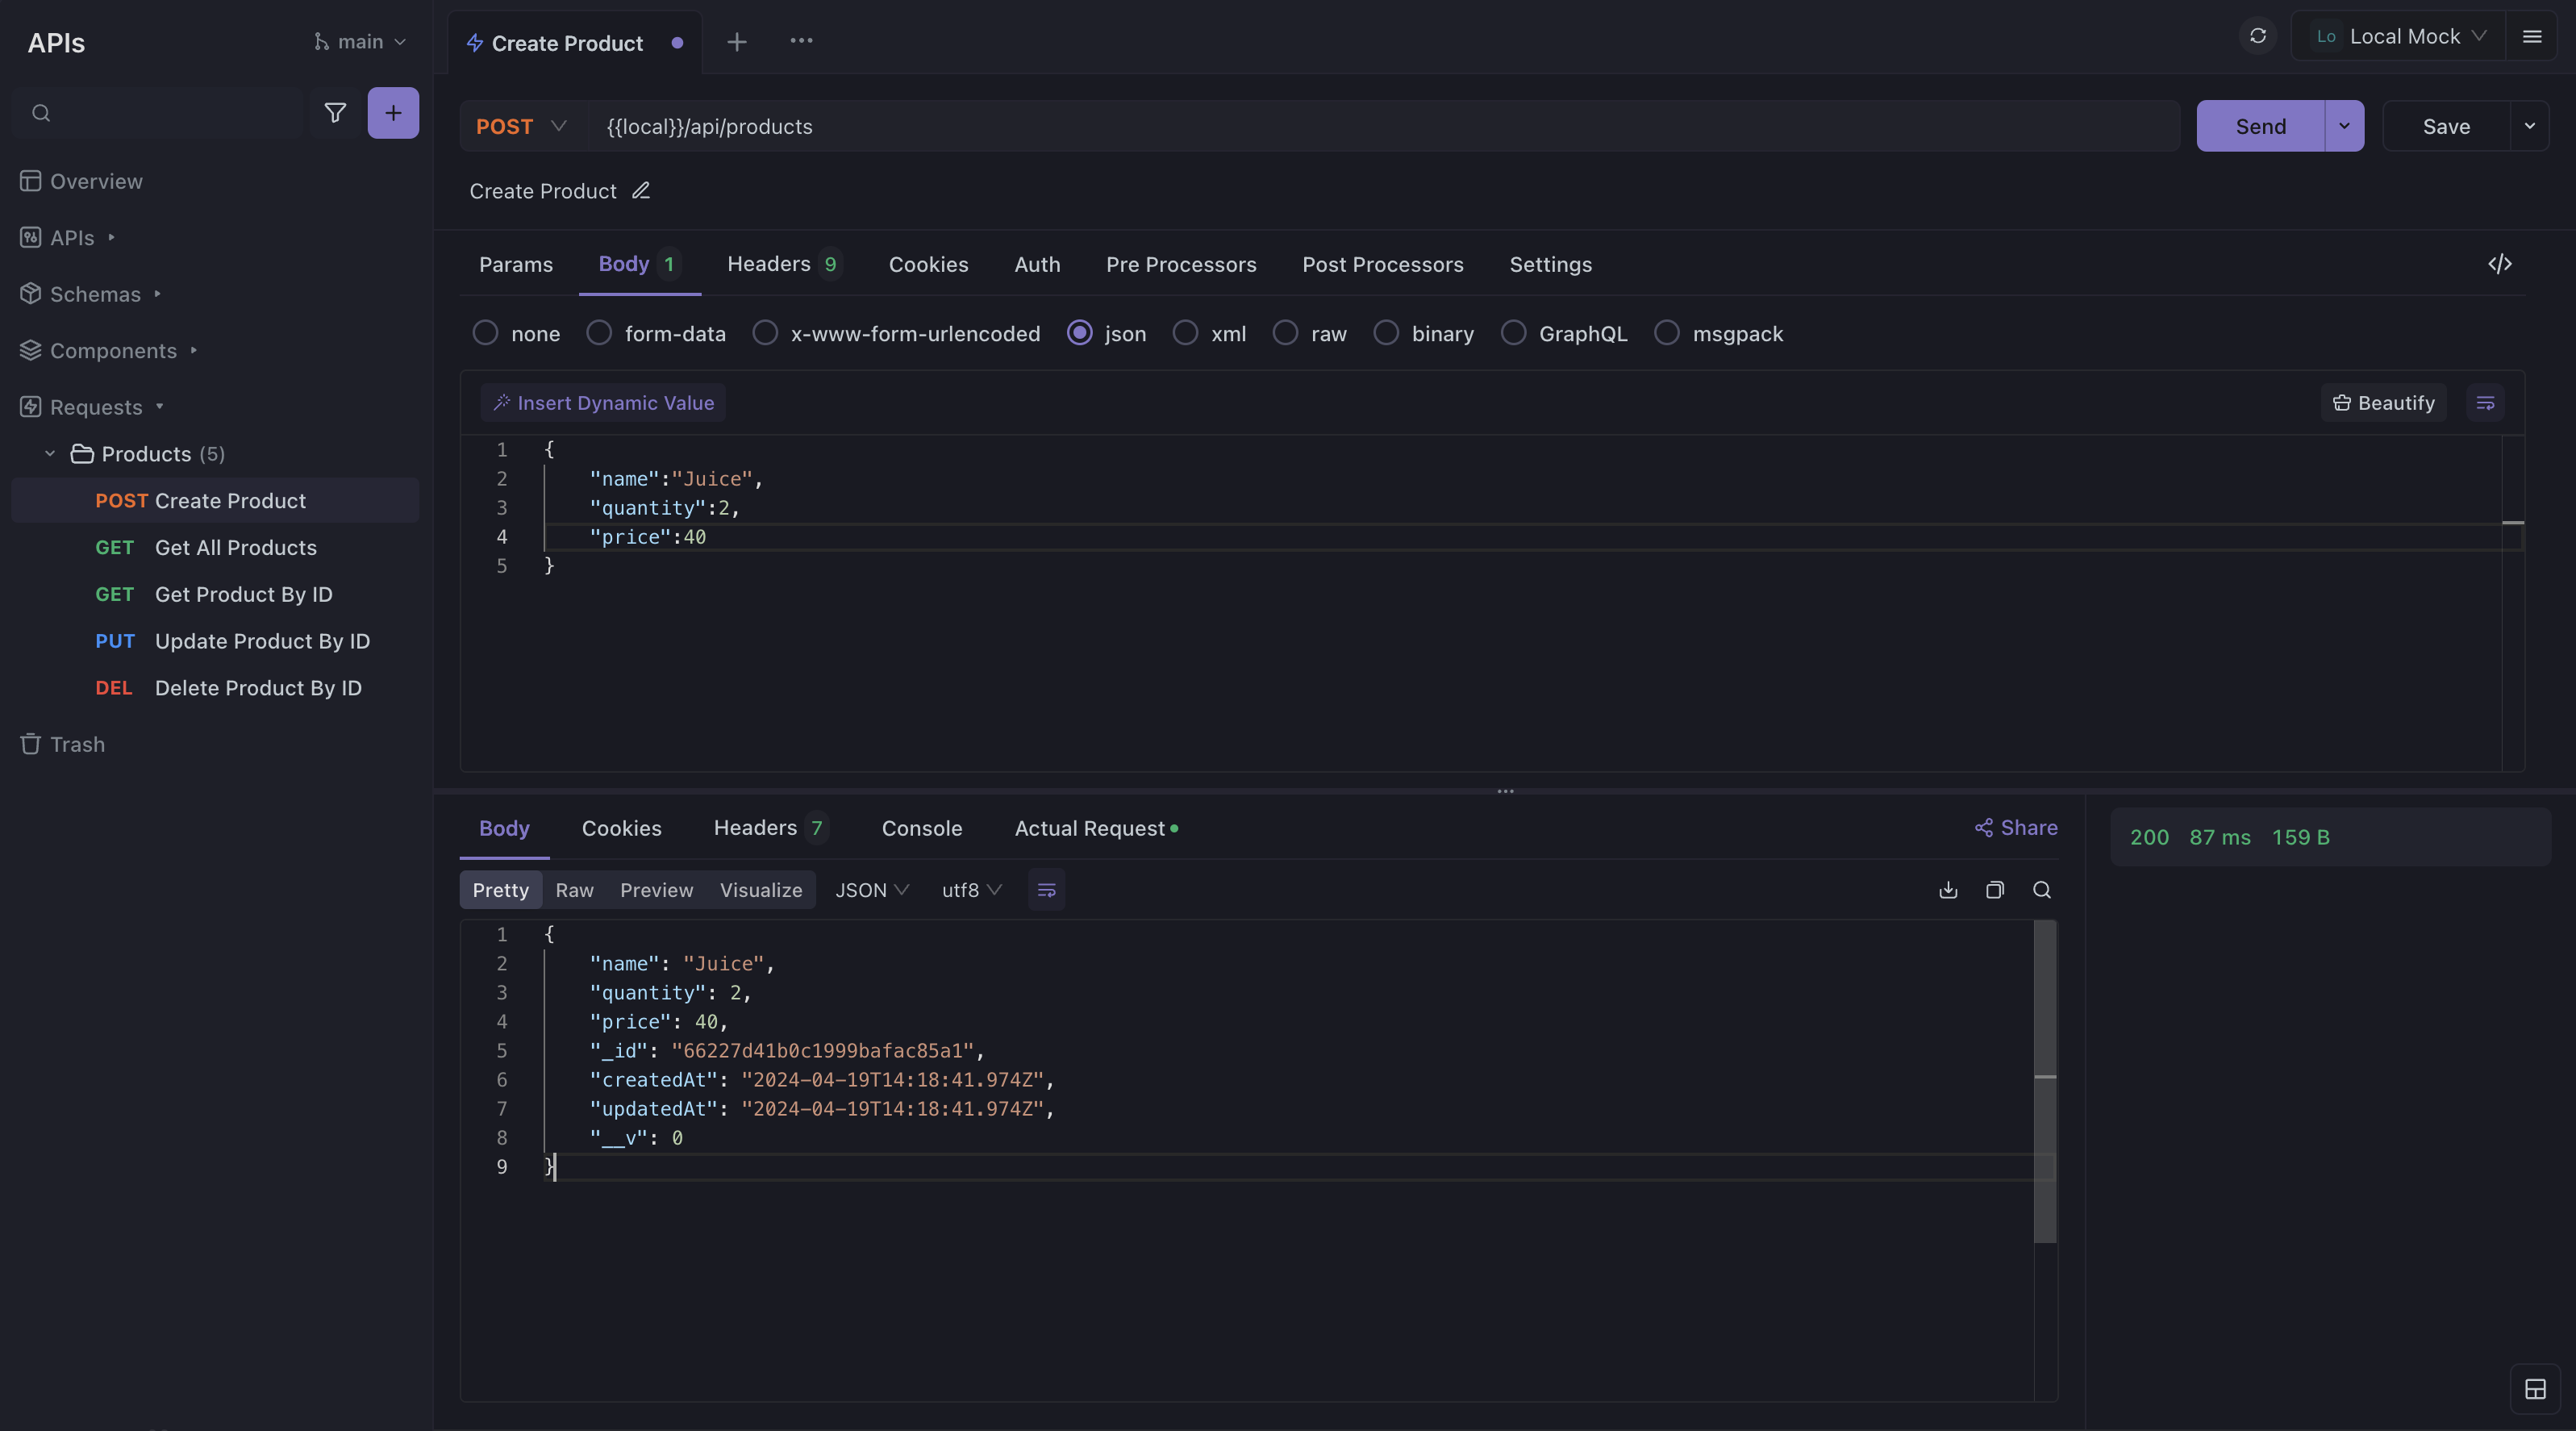 APIs
main
Create Product
Lo Local Mock
POST {{local}}/api/products
Send
Save
Create Product
Overview
APIs
Schemas
Components
Requests
Products (5)
POST Create Product
GET Get All Products
GET Get Product By ID
PUT Update Product By ID
DEL Delete Product By ID
Trash
Params Body 1 Headers 9 Cookies Auth Pre Processors Post Processors Settings
none form-data x-www-form-urlencoded json xml raw binary GraphQL msgpack
Insert Dynamic Value
Beautify
1 {
2 "name":"Juice",
3 "quantity":2,
4 "price":40
5 }
Body Cookies Headers 7 Console Actual Request
Share
200 87 ms 159 B
Pretty Raw Preview Visualize JSON utf8
1 {
2 "name": "Juice",
3 "quantity": 2,
4 "price": 40,
5 "_id": "66227d41b0c1999bafac85a1",
6 "createdAt": "2024-04-19T14:18:41.974Z",
7 "updatedAt": "2024-04-19T14:18:41.974Z",
8 "__v": 0
9 }